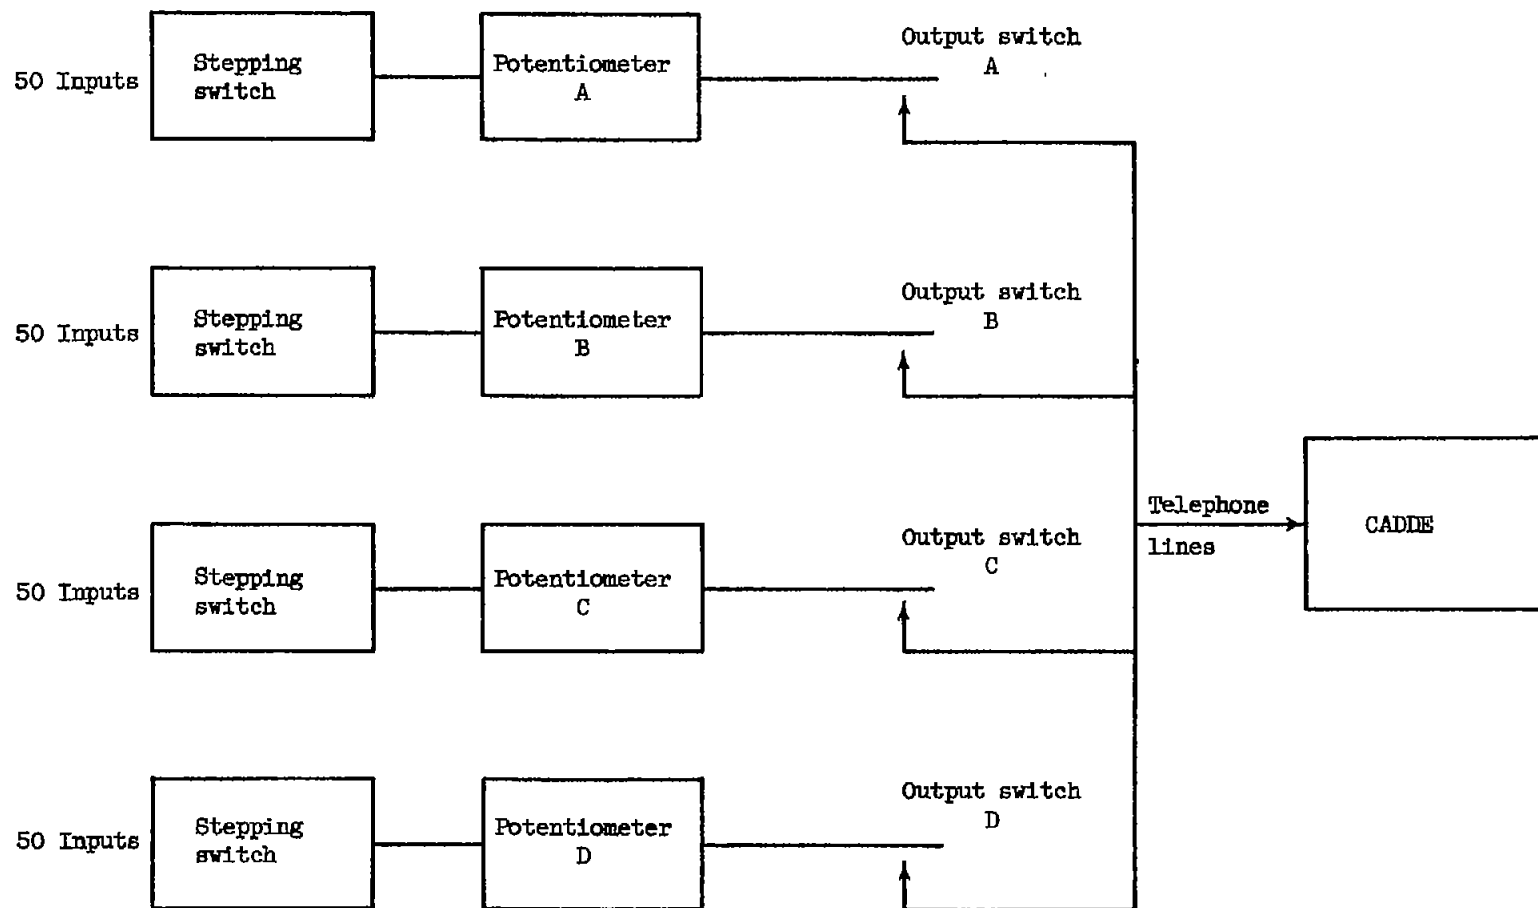 50 Inputs
Stepping
switch
Potentiometer
A
Output switch
A
50 Inputs
Stepping
switch
Potentiometer
B
Output switch
B
50 Inputs
Stepping
switch
Potentiometer
C
Output switch
C
Telephone
lines
CADDE
50 Inputs
Stepping
switch
Potentiometer
D
Output switch
D